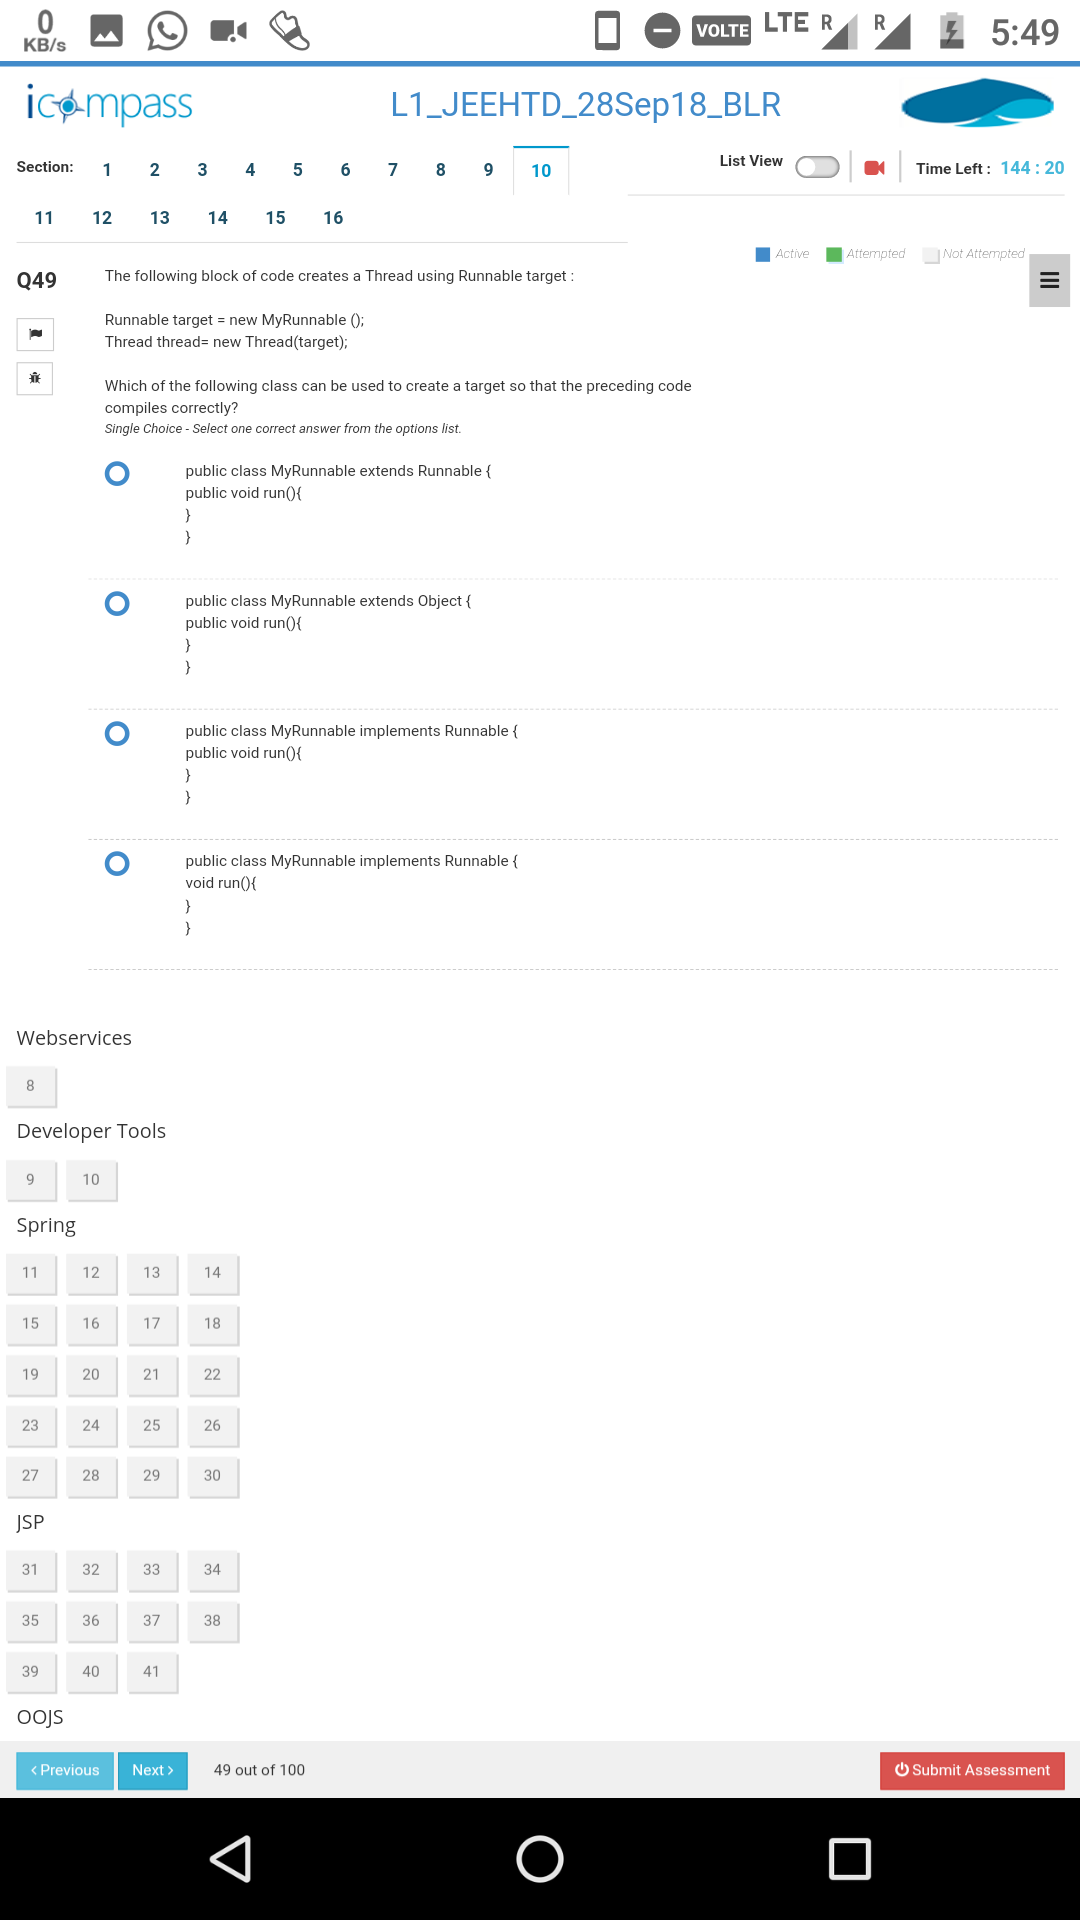 0
KB/s
VOLTE
LTE
R
R
5:49
icompass
L1_JEEHTD_28Sep18_BLR
Section: 1 2 3 4 5 6 7 8 9 10
List View
Time Left : 144 : 20
11 12 13 14 15 16
Active Attempted Not Attempted
Q49
The following block of code creates a Thread using Runnable target :
Runnable target = new MyRunnable ();
Thread thread= new Thread(target);
Which of the following class can be used to create a target so that the preceding code
compiles correctly?
Single Choice - Select one correct answer from the options list.
public class MyRunnable extends Runnable {
public void run(){
}
}
public class MyRunnable extends Object {
public void run(){
}
}
public class MyRunnable implements Runnable {
public void run(){
}
}
public class MyRunnable implements Runnable {
void run(){
}
}
Webservices
8
Developer Tools
9 10
Spring
11 12 13 14
15 16 17 18
19 20 21 22
23 24 25 26
27 28 29 30
JSP
31 32 33 34
35 36 37 38
39 40 41
OOJS
Previous Next 49 out of 100 Submit Assessment